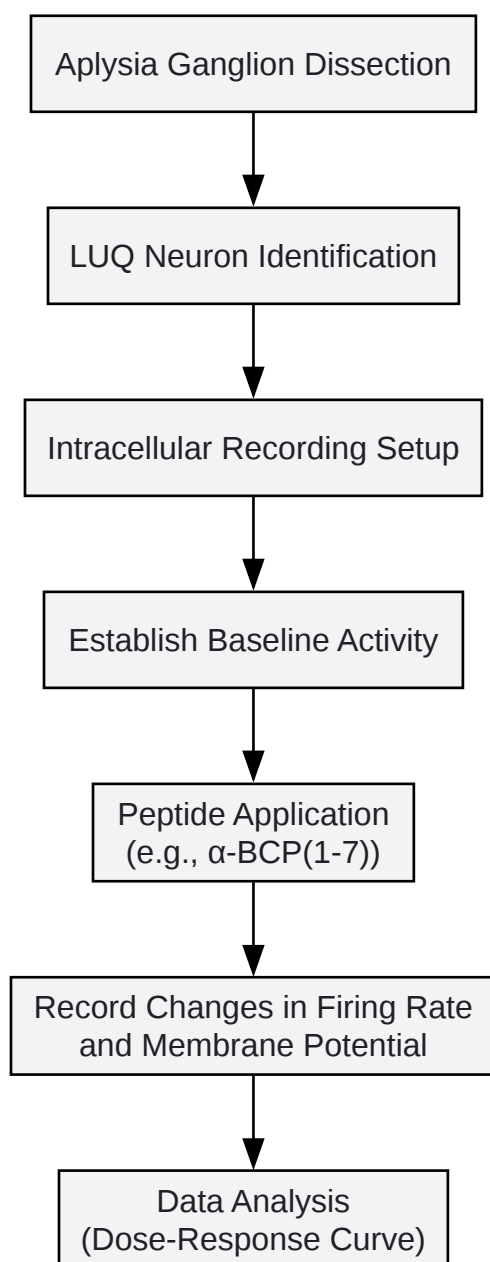 Aplysia Ganglion Dissection
LUQ Neuron Identification
Intracellular Recording Setup
Establish Baseline Activity
Peptide Application
(e.g., α-BCP(1-7))
Record Changes in Firing Rate
and Membrane Potential
Data Analysis
(Dose-Response Curve)